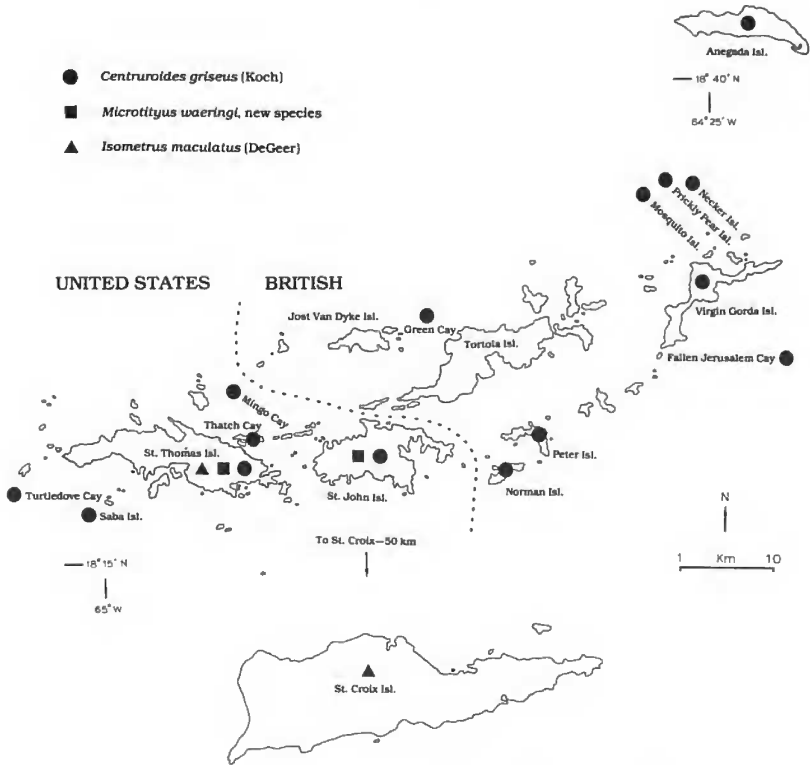 Anegada Isl.
Centruroides griseus (Koch)
18° 40' N
Microtityus waeringi, new species
64° 25' W
Isometrus maculatus (DeGeer)
Necker Isl.
Prickly Pear Isl.
Mosquito Isl.
UNITED STATES
BRITISH
Virgin Gorda Isl.
Jost Van Dyke Isl.
Green Cay
Tortola Isl.
Fallen Jerusalem Cay
Mingo Cay
Thatch Cay
St. Thomas Isl.
Peter Isl.
Turtledove Cay
St. John Isl.
Norman Isl.
Saba Isl.
N
To St. Croix—50 km
1 Km 10
18° 15' N
65° W
St. Croix Isl.